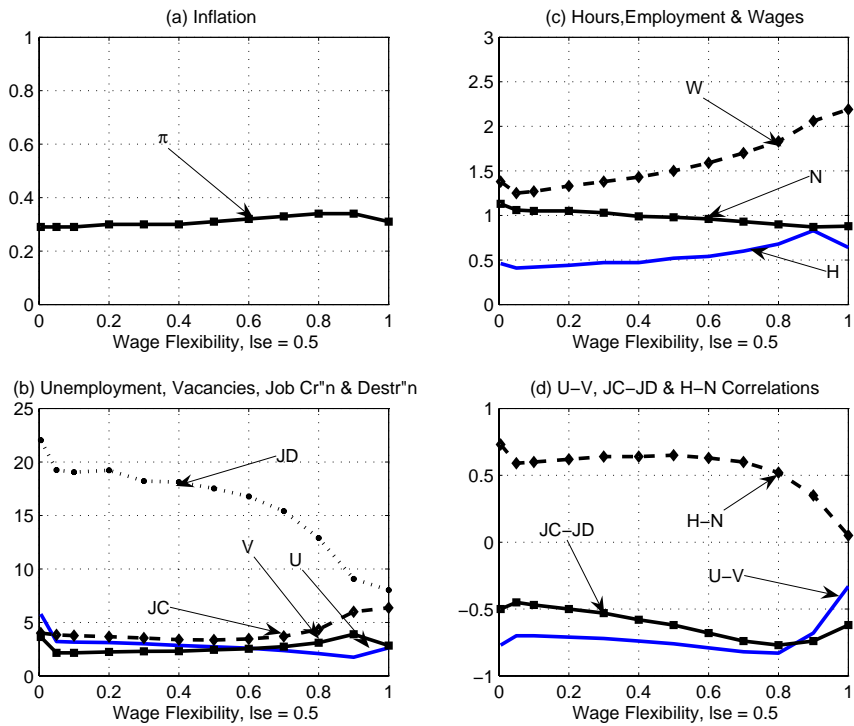 (a) Inflation
1
0.8
0.6
0.4
0.2
0
π
0 0.2 0.4 0.6 0.8 1
Wage Flexibility, lse = 0.5
(c) Hours,Employment & Wages
3
2.5
2
1.5
1
0.5
0
W
N
H
0 0.2 0.4 0.6 0.8 1
Wage Flexibility, lse = 0.5
(b) Unemployment, Vacancies, Job Cr"n & Destr"n
25
20
15
10
5
0
JD
V
U
JC
0 0.2 0.4 0.6 0.8 1
Wage Flexibility, lse = 0.5
(d) U−V, JC−JD & H−N Correlations
1
0.5
0
−0.5
−1
H−N
JC−JD
U−V
0 0.2 0.4 0.6 0.8 1
Wage Flexibility, lse = 0.5